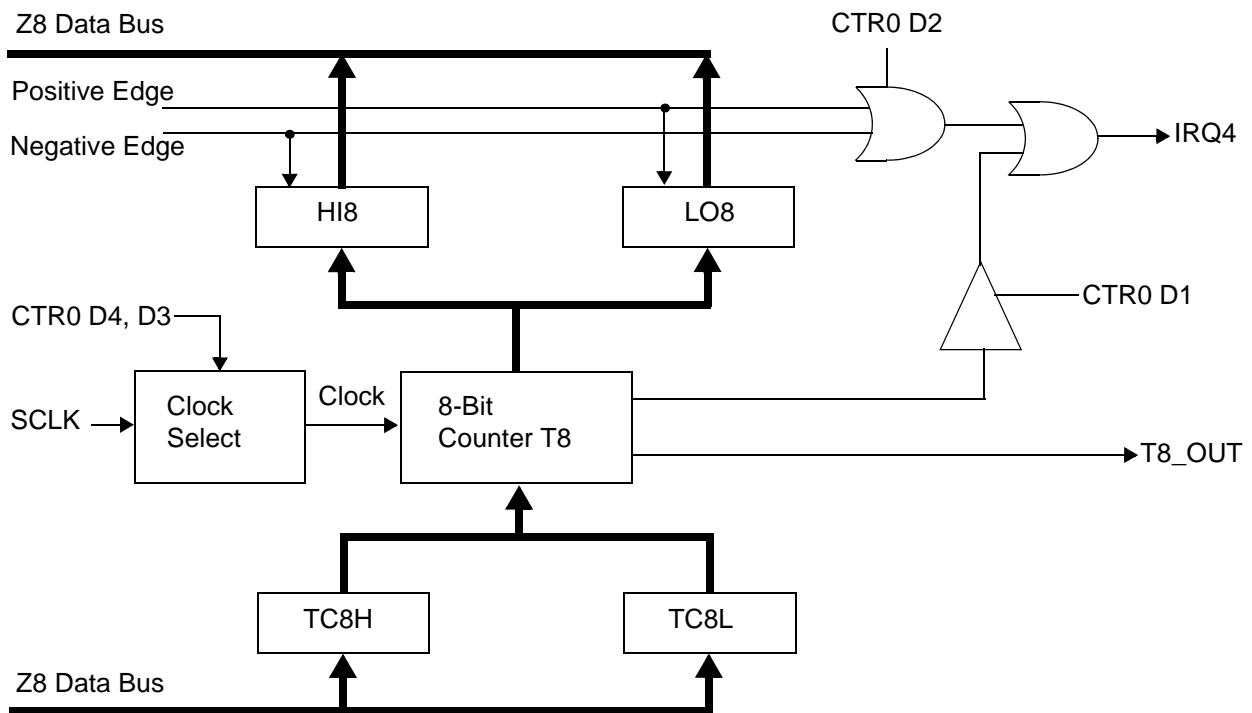 Z8 Data Bus
CTR0 D2
Positive Edge
Negative Edge
IRQ4
HI8
LO8
CTR0 D4, D3
CTR0 D1
SCLK
Clock
Select
Clock
8-Bit
Counter T8
T8_OUT
TC8H
TC8L
Z8 Data Bus